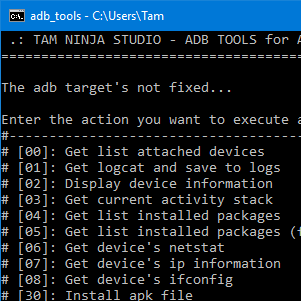 adb_tools - C:\Users\Tam
.: TAM NINJA STUDIO - ADB TOOLS for A
=====================================
The adb target's not fixed...
Enter the action you want to execute a
#-------------------------------------
# [00]: Get list attached devices
# [01]: Get logcat and save to logs
# [02]: Display device information
# [03]: Get current activity stack
# [04]: Get list installed packages
# [05]: Get list installed packages (f
# [06]: Get device's netstat
# [07]: Get device's ip information
# [08]: Get device's ifconfig
# [30]: Install apk file